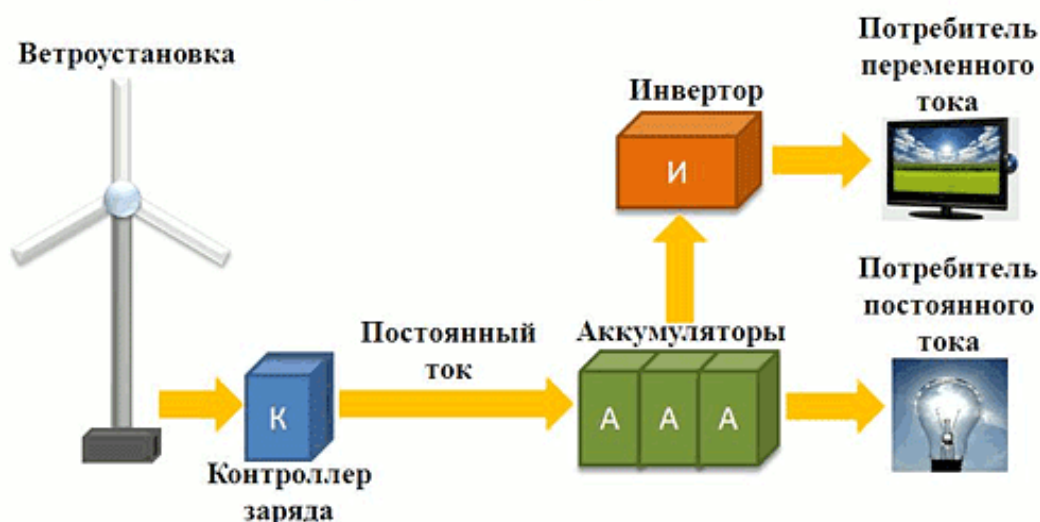 Ветроустановка
Инвертор
И
Потребитель
переменного
тока
Постоянный
ток
К
Контроллер
заряда
Аккумуляторы
А А А
Потребитель
постоянного
тока